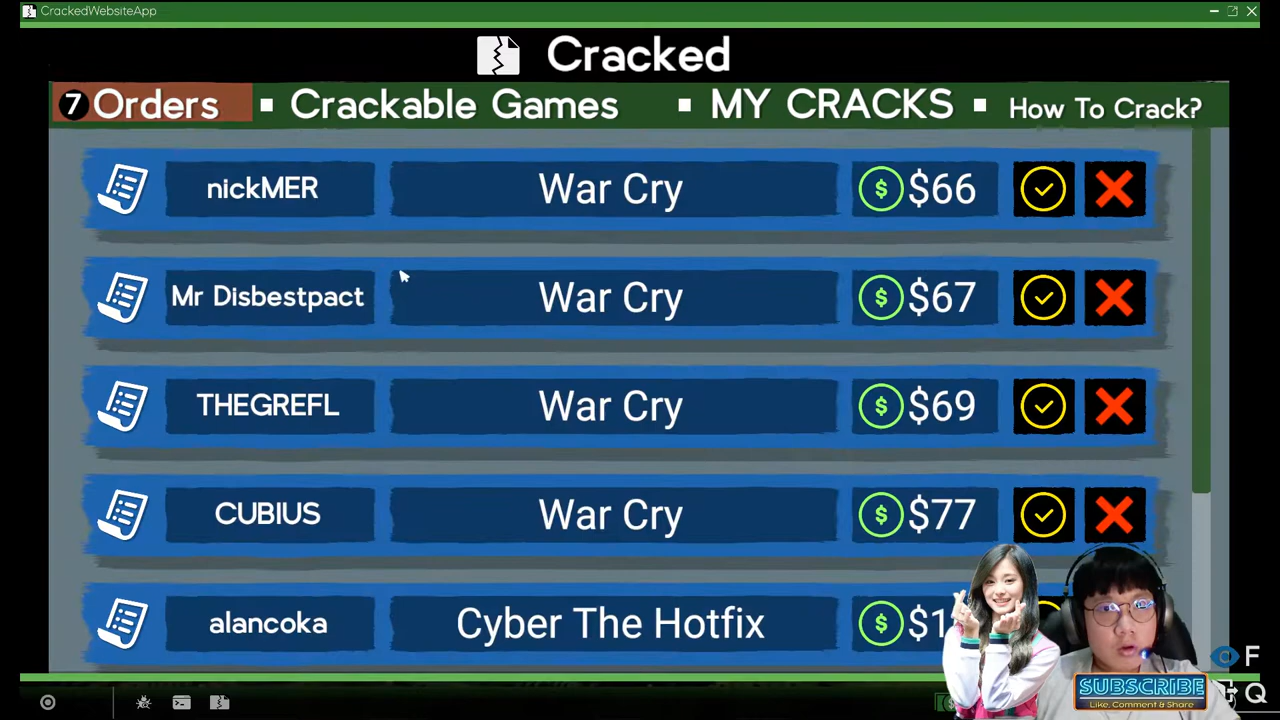 CrackedWebsiteApp
Cracked
7 Orders ▪ Crackable Games ▪ MY CRACKS ▪ How To Crack?
nickMER War Cry $66
Mr Disbestpact War Cry $67
THEGREFL War Cry $69
CUBIUS War Cry $77
alancoka Cyber The Hotfix
F
SUBSCRIBE
Like, Comment & Share
Q